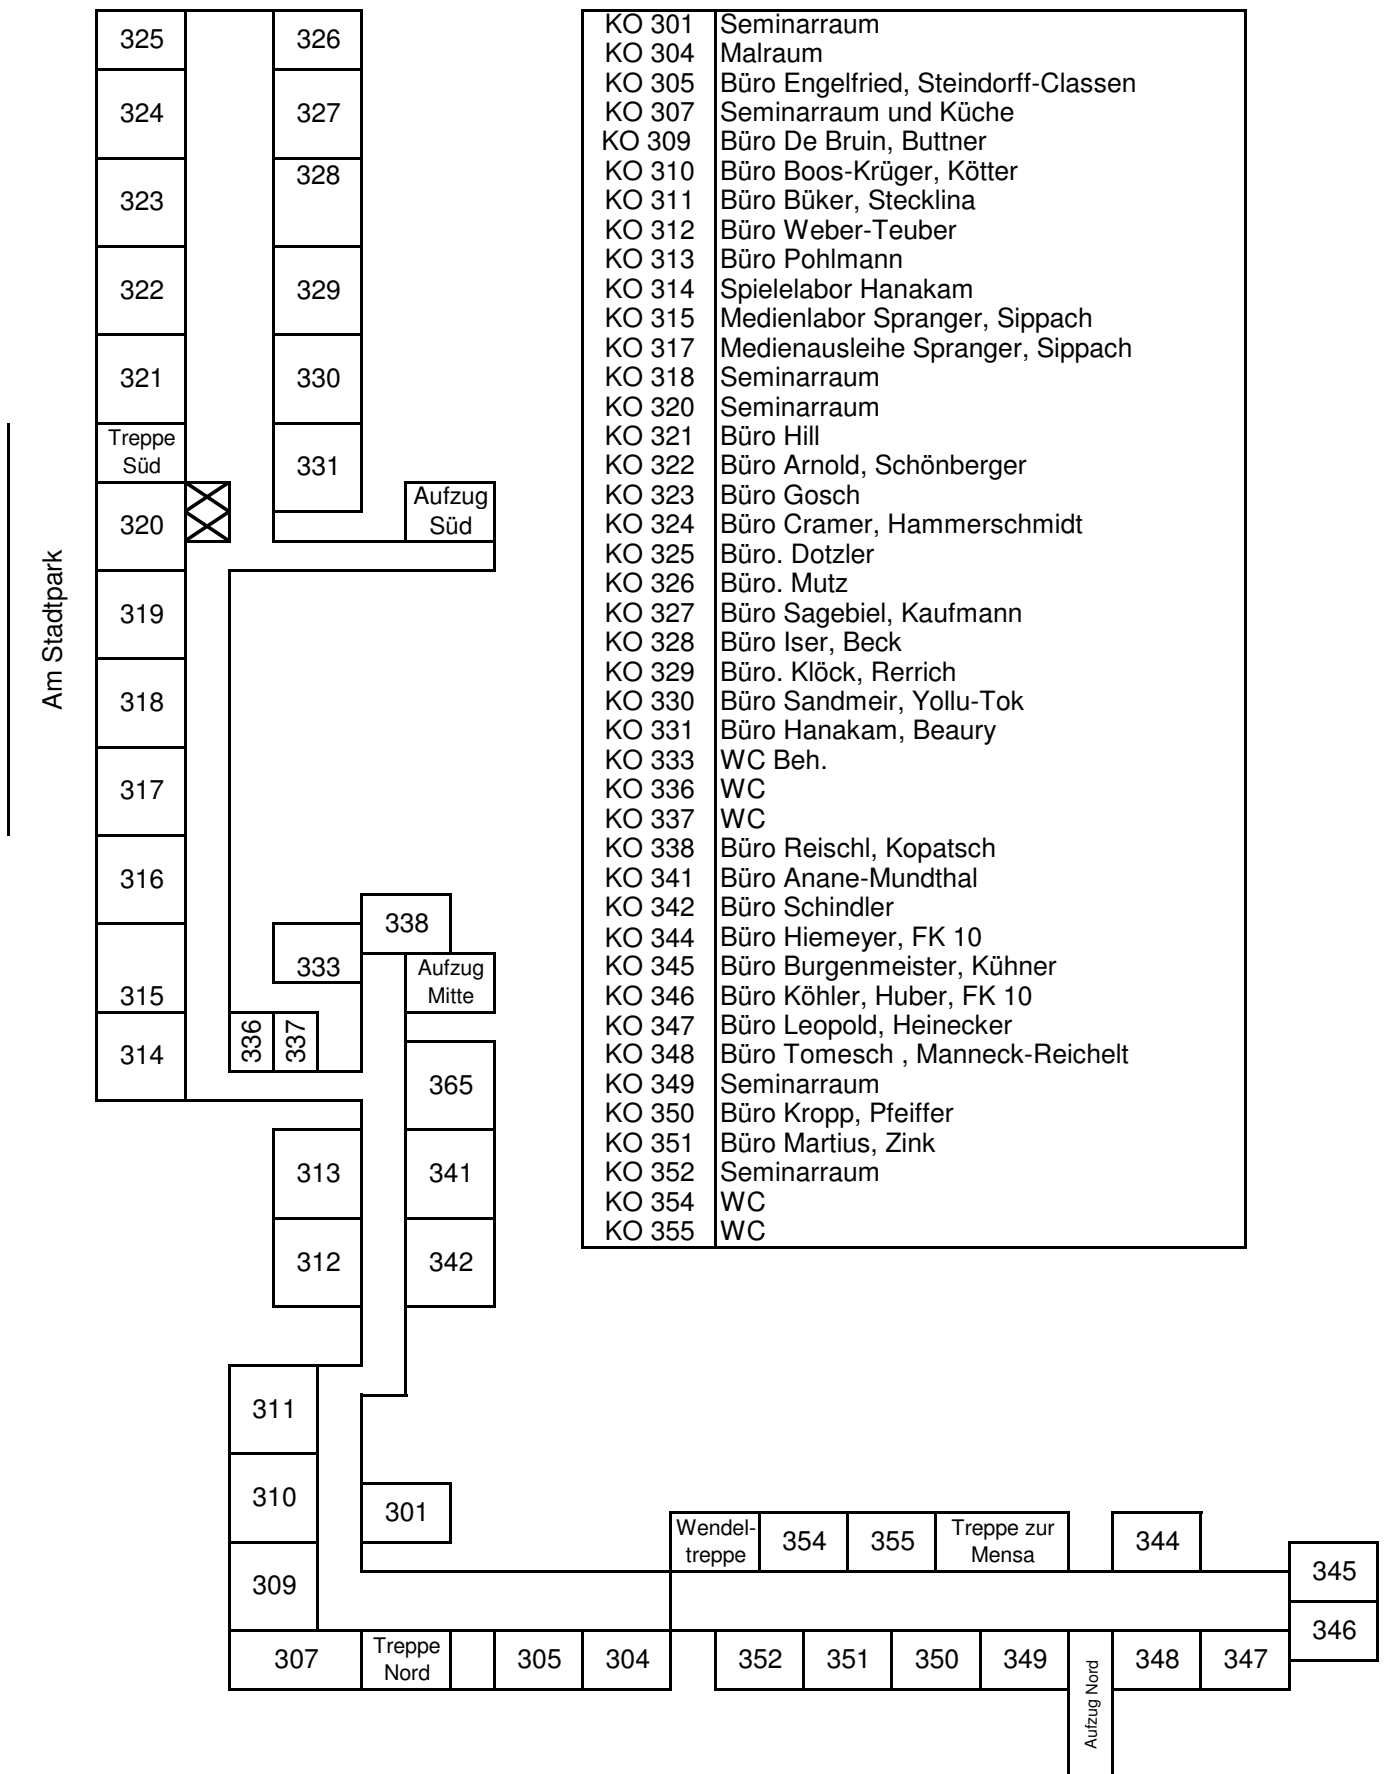 325
326
324
327
323
328
322
329
321
330
Treppe
Süd
331
320
Aufzug
Süd
Am Stadtpark
319
318
317
316
338
333
Aufzug
Mitte
315
314
336
337
365
313
341
312
342
311
310
301
309
Wendel-
treppe
354
355
Treppe zur
Mensa
344
345
346
307
Treppe
Nord
305
304
352
351
350
349
Aufzug Nord
348
347
KO 301 Seminarraum
KO 304 Malraum
KO 305 Büro Engelfried, Steindorff-Classen
KO 307 Seminarraum und Küche
KO 309 Büro De Bruin, Buttner
KO 310 Büro Boos-Krüger, Kötter
KO 311 Büro Büker, Stecklina
KO 312 Büro Weber-Teuber
KO 313 Büro Pohlmann
KO 314 Spielelabor Hanakam
KO 315 Medienlabor Spranger, Sippach
KO 317 Medienausleihe Spranger, Sippach
KO 318 Seminarraum
KO 320 Seminarraum
KO 321 Büro Hill
KO 322 Büro Arnold, Schönberger
KO 323 Büro Gosch
KO 324 Büro Cramer, Hammerschmidt
KO 325 Büro. Dotzler
KO 326 Büro. Mutz
KO 327 Büro Sagebiel, Kaufmann
KO 328 Büro Iser, Beck
KO 329 Büro. Klöck, Rerrich
KO 330 Büro Sandmeir, Yollu-Tok
KO 331 Büro Hanakam, Beaury
KO 333 WC Beh.
KO 336 WC
KO 337 WC
KO 338 Büro Reischl, Kopatsch
KO 341 Büro Anane-Mundthal
KO 342 Büro Schindler
KO 344 Büro Hiemeyer, FK 10
KO 345 Büro Burgenmeister, Kühner
KO 346 Büro Köhler, Huber, FK 10
KO 347 Büro Leopold, Heinecker
KO 348 Büro Tomesch , Manneck-Reichelt
KO 349 Seminarraum
KO 350 Büro Kropp, Pfeiffer
KO 351 Büro Martius, Zink
KO 352 Seminarraum
KO 354 WC
KO 355 WC